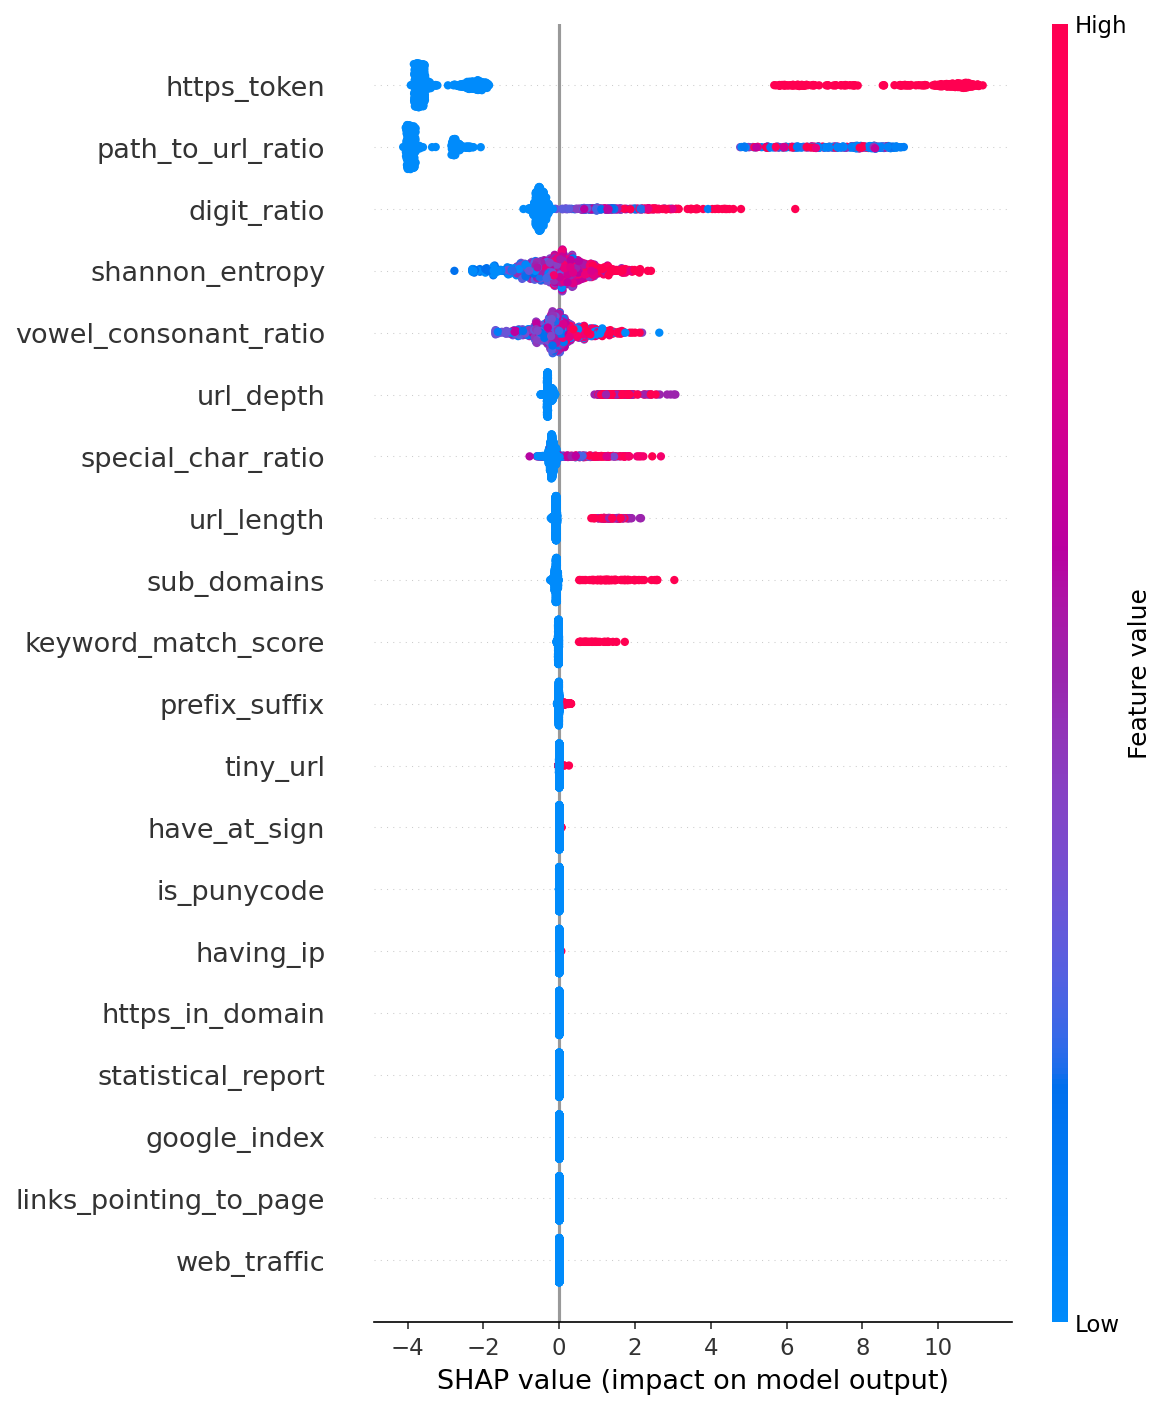 High
https_token
path_to_url_ratio
digit_ratio
shannon_entropy
vowel_consonant_ratio
url_depth
special_char_ratio
url_length
sub_domains
keyword_match_score
prefix_suffix
tiny_url
have_at_sign
is_punycode
having_ip
https_in_domain
statistical_report
google_index
links_pointing_to_page
web_traffic
Feature value
Low
−4 −2 0 2 4 6 8 10
SHAP value (impact on model output)